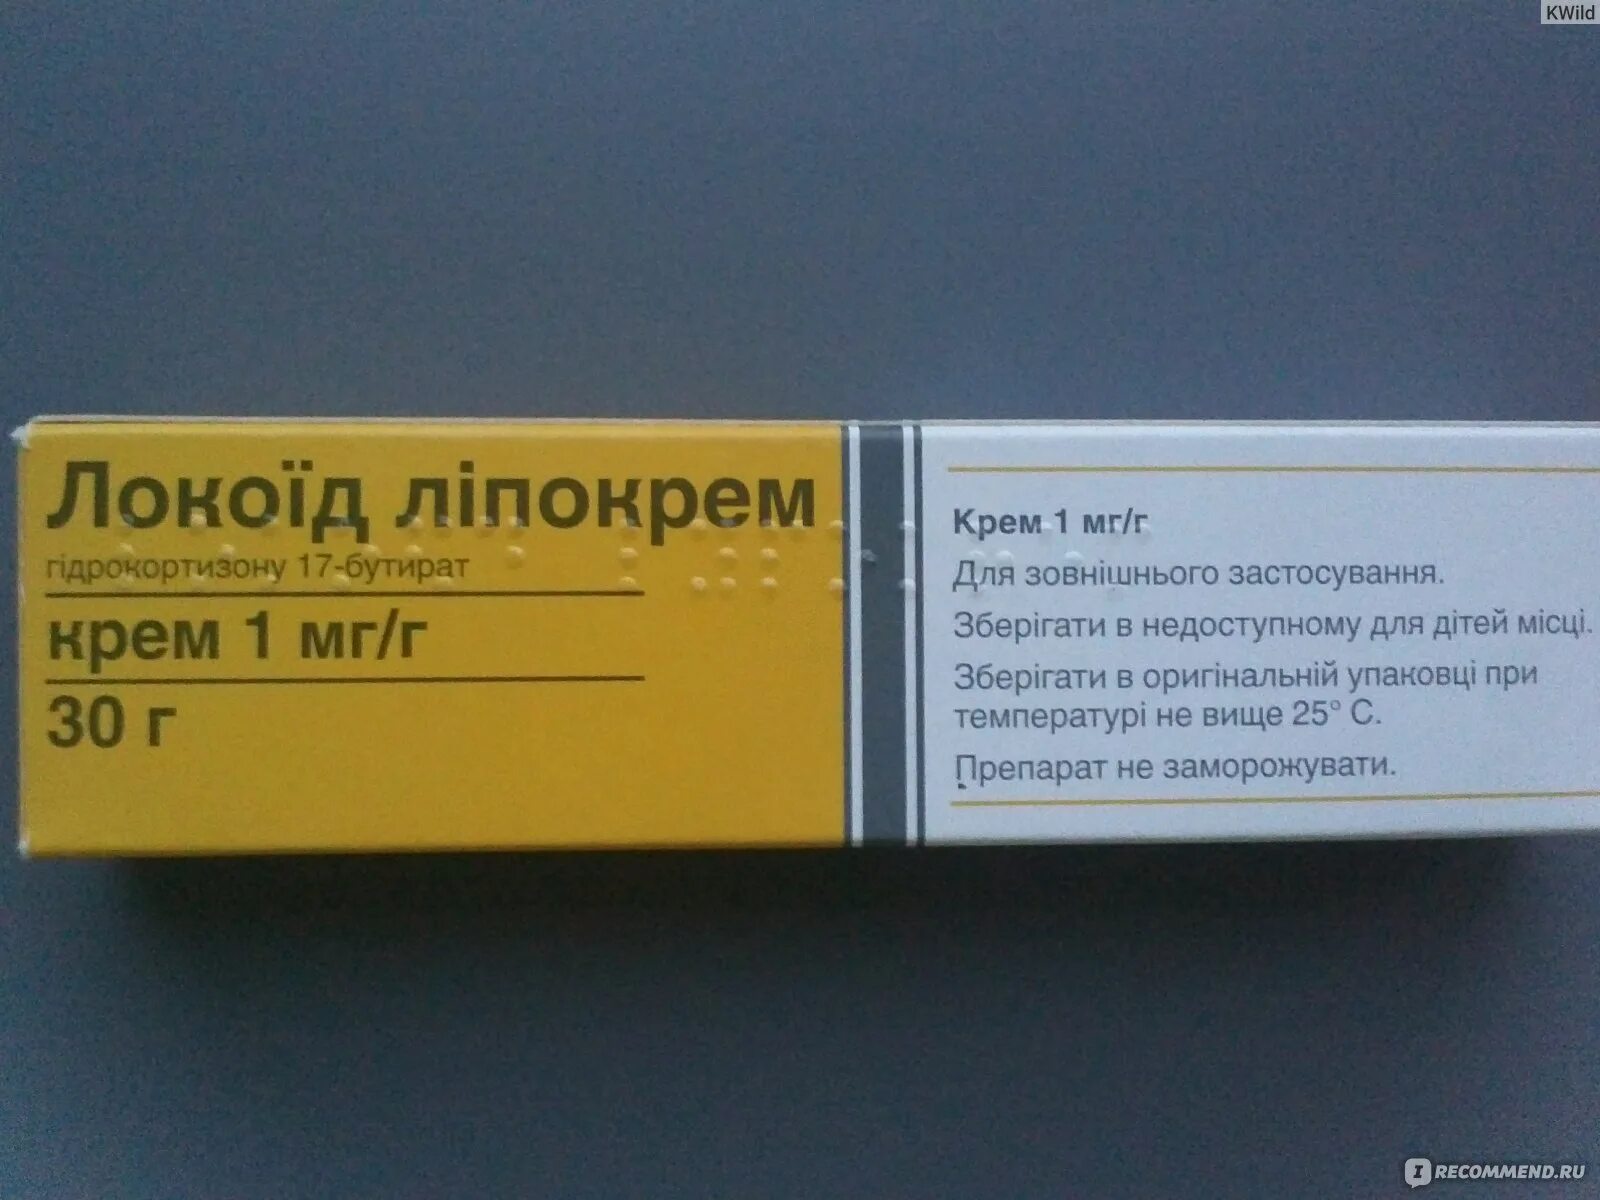 KWild
Локоїд ліпокрем
гідрокортизону 17-бутират
крем 1 мг/г
30 г
Крем 1 мг/г
Для зовнішнього застосування.
Зберігати в недоступному для дітей місці.
Зберігати в оригінальній упаковці при
температурі не вище 25° С.
Препарат не заморожувати.
IRECOMMEND.RU